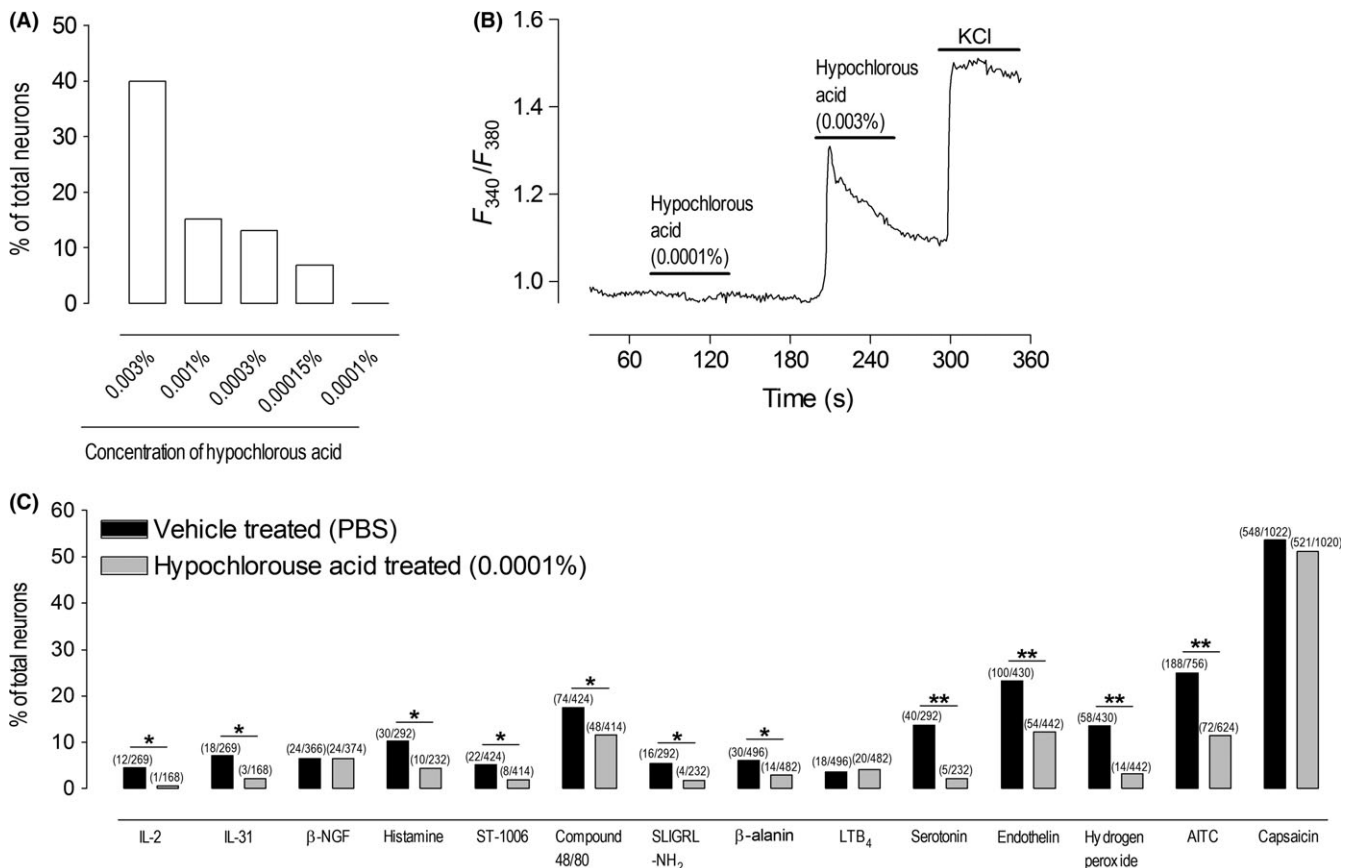 (A)
50
40
30
20
10
0
% of total neurons
0.003%
0.001%
0.0003%
0.00015%
0.0001%
Concentration of hypochlorous acid
(B)
1.6
1.4
1.2
1.0
F340/F380
Hypochlorous
acid
(0.0001%)
Hypochlorous
acid
(0.003%)
KCl
60 120 180 240 300 360
Time (s)
(C)
60
50
40
30
20
10
0
% of total neurons
Vehicle treated (PBS)
Hypochlorouse acid treated (0.0001%)
* * * * * * * ** ** ** **
(12/269) (1/168)
(18/269) (3/168)
(24/366) (24/374)
(30/292) (10/232)
(22/424) (8/414)
(74/424) (48/414)
(16/292) (4/232)
(30/496) (14/482)
(18/496) (20/482)
(40/292) (5/232)
(100/430) (54/442)
(58/430) (14/442)
(188/756) (72/624)
(548/1022) (521/1020)
IL-2
IL-31
β-NGF
Histamine
ST-1006
Compound
48/80
SLIGRL
-NH2
β-alanin
LTB4
Serotonin
Endothelin
Hydrogen
peroxide
AITC
Capsaicin